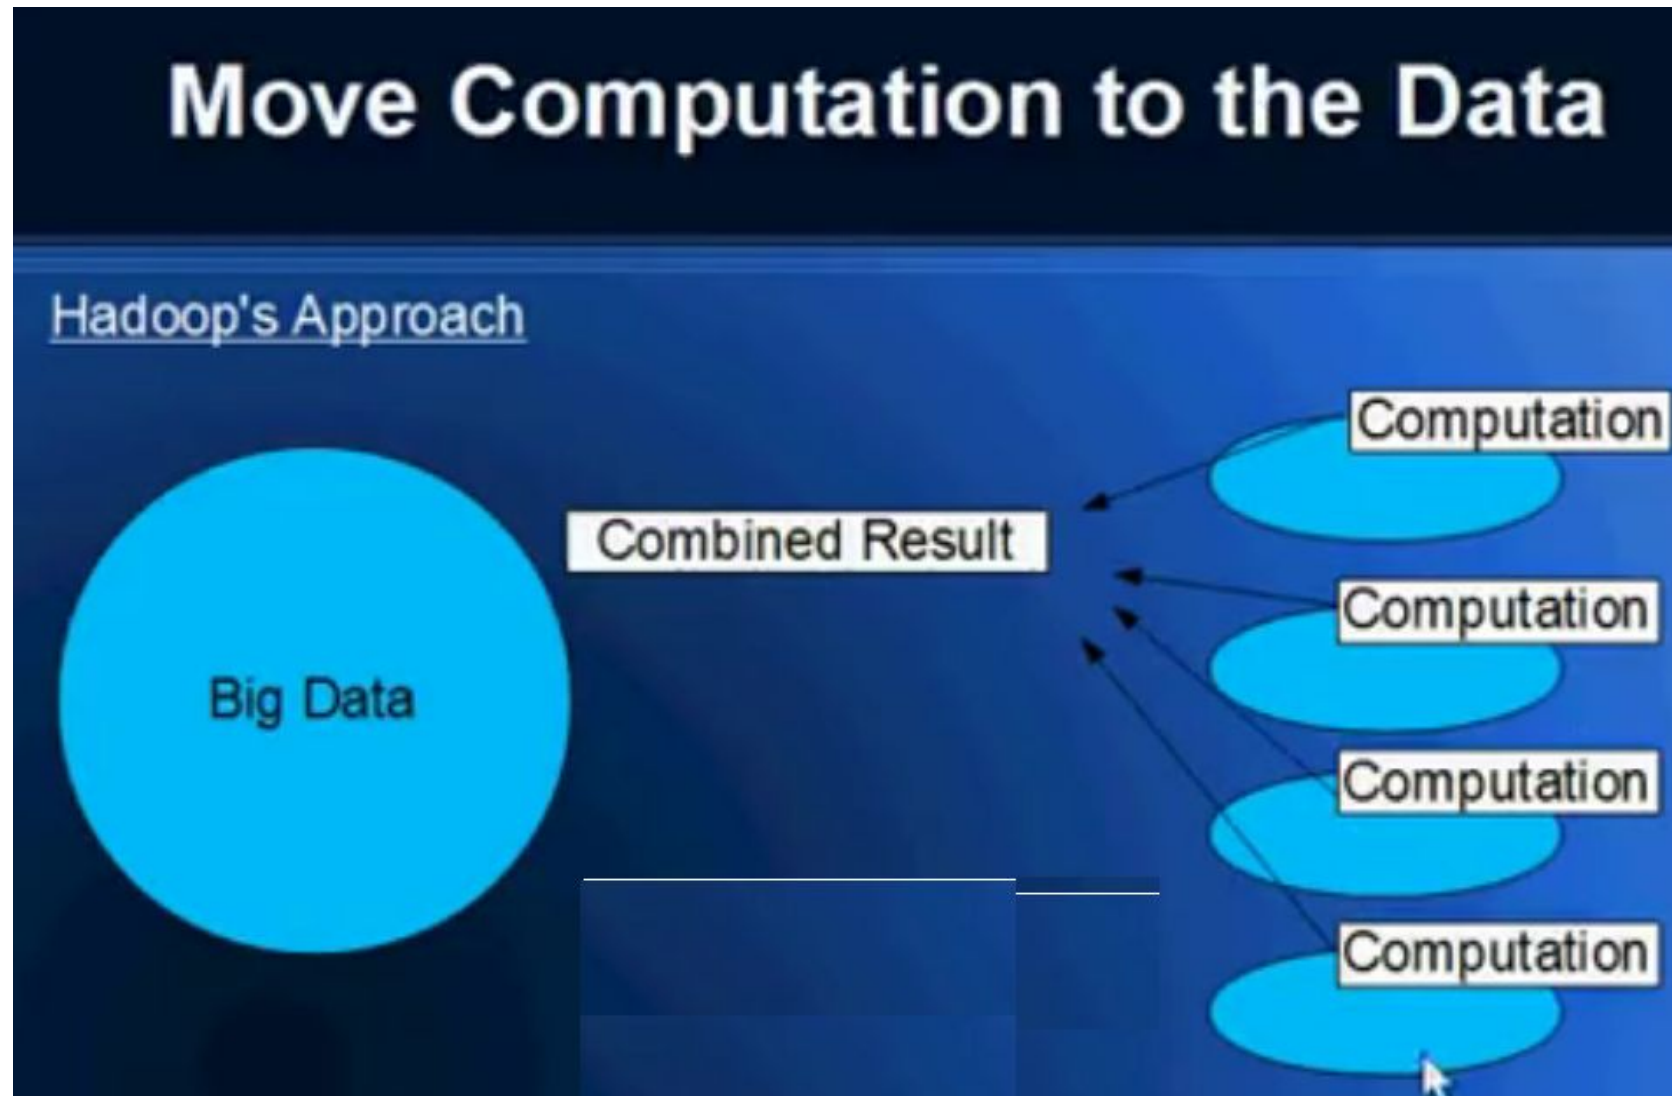 Move Computation to the Data
Hadoop's Approach
Computation
Combined Result
Computation
Big Data
Computation
Computation